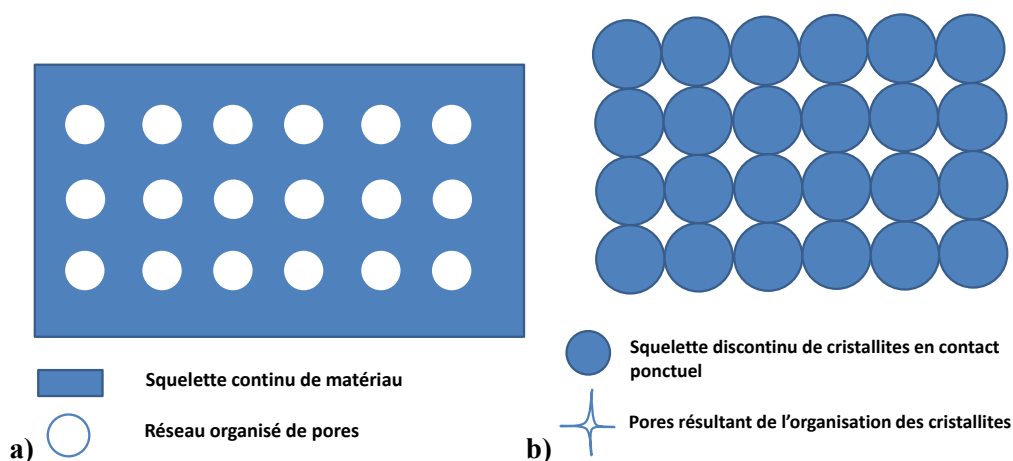 Squelette continu de matériau
Réseau organisé de pores
a)
Squelette discontinu de cristallites en contact
ponctuel
Pores résultant de l'organisation des cristallites
b)